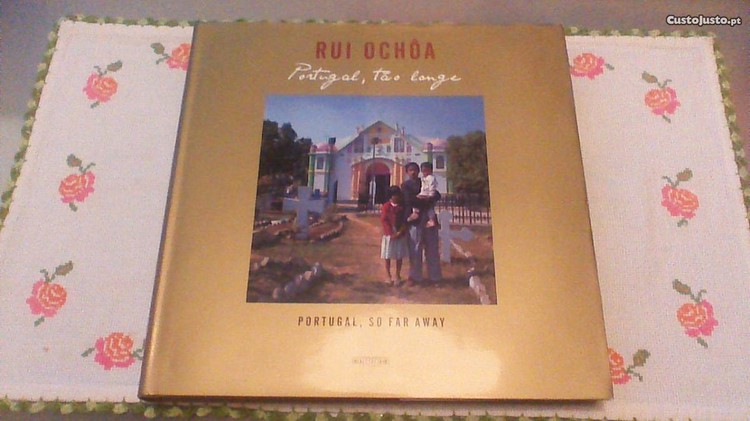 CustoJusto.pt
RUI OCHÔA
Portugal, tão longe
PORTUGAL, SO FAR AWAY